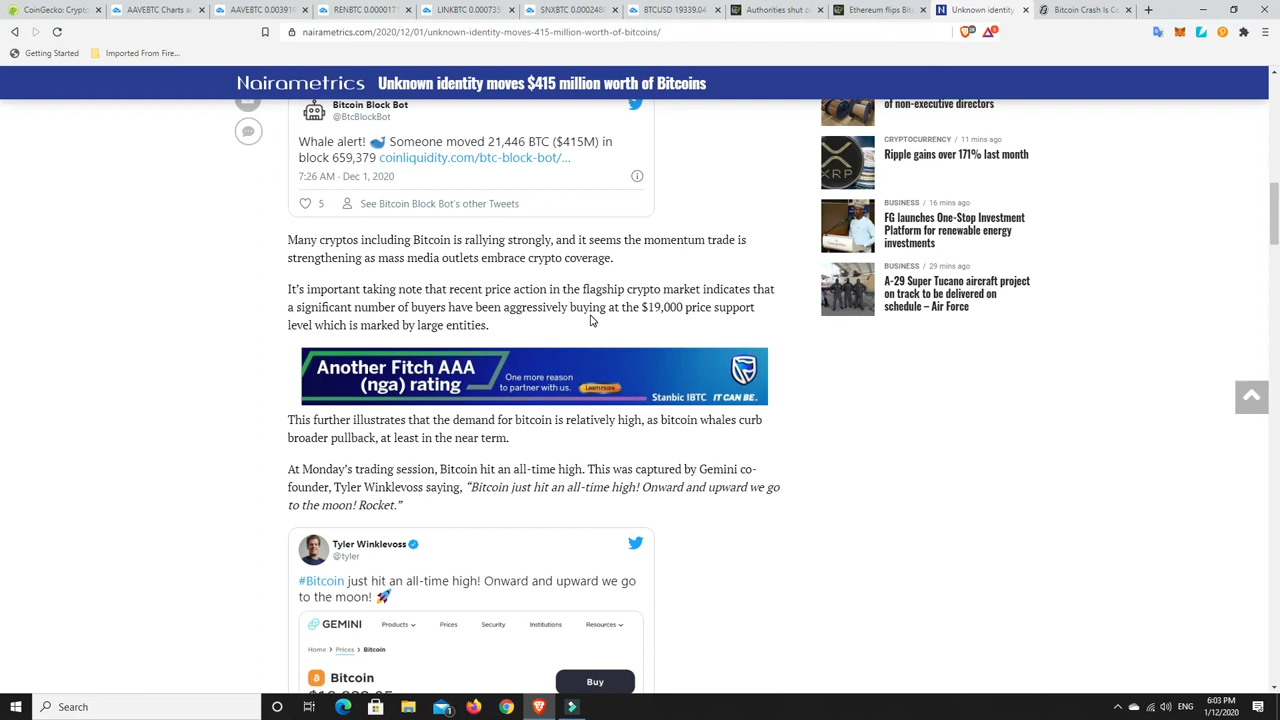 CoinGecko: Crypto
AAVEBTC Charts a
AAVEBTC 0.003919
RENBTC 0.0000171
LINKBTC 0.000735
SNXBTC 0.0002480
BTCUSD 19339.04
Authorities shut do
Ethereum flips Bitc
Unknown identity
Bitcoin Crash Is Co
nairametrics.com/2020/12/01/unknown-identity-moves-415-million-worth-of-bitcoins/
Getting Started
Imported From Fire...
Nairametrics Unknown identity moves $415 million worth of Bitcoins
Bitcoin Block Bot
@BtcBlockBot
Whale alert! 🐳 Someone moved 21,446 BTC ($415M) in
block 659,379 coinliquidity.com/btc-block-bot/...
7:26 AM · Dec 1, 2020
5 See Bitcoin Block Bot's other Tweets
Many cryptos including Bitcoin is rallying strongly, and it seems the momentum trade is
strengthening as mass media outlets embrace crypto coverage.
It's important taking note that recent price action in the flagship crypto market indicates that
a significant number of buyers have been aggressively buying at the $19,000 price support
level which is marked by large entities.
Another Fitch AAA
(nga) rating
One more reason
to partner with us.
Learn more
Stanbic IBTC IT CAN BE.
This further illustrates that the demand for bitcoin is relatively high, as bitcoin whales curb
broader pullback, at least in the near term.
At Monday's trading session, Bitcoin hit an all-time high. This was captured by Gemini co-
founder, Tyler Winklevoss saying, "Bitcoin just hit an all-time high! Onward and upward we go
to the moon! Rocket."
Tyler Winklevoss
@tyler
#Bitcoin just hit an all-time high! Onward and upward we go
to the moon! 🚀
GEMINI Products Prices Security Institutions Resources
Home > Prices > Bitcoin
Bitcoin
Buy
of non-executive directors
CRYPTOCURRENCY / 11 mins ago
Ripple gains over 171% last month
XRP
BUSINESS / 16 mins ago
FG launches One-Stop Investment
Platform for renewable energy
investments
BUSINESS / 29 mins ago
A-29 Super Tucano aircraft project
on track to be delivered on
schedule – Air Force
Search
ENG
6:03 PM
1/12/2020